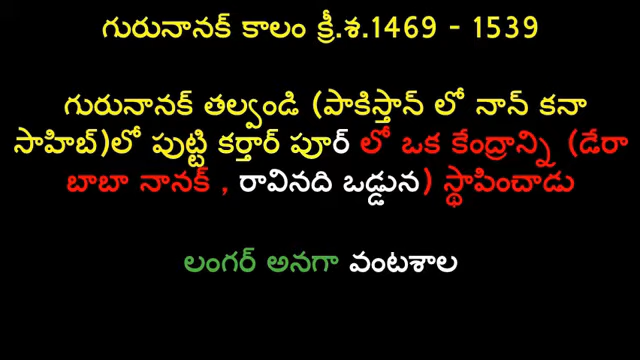 గురునానక్ కాలం క్రీ.శ.1469 - 1539
గురునానక్ తల్వండి (పాకిస్తాన్ లో నాన్ కనా
సాహిబ్)లో పుట్టి కర్తార్ పూర్ లో ఒక కేంద్రాన్ని (డేరా
బాబా నానక్ , రావినది ఒడ్డున) స్థాపించాడు
లంగర్ అనగా వంటశాల